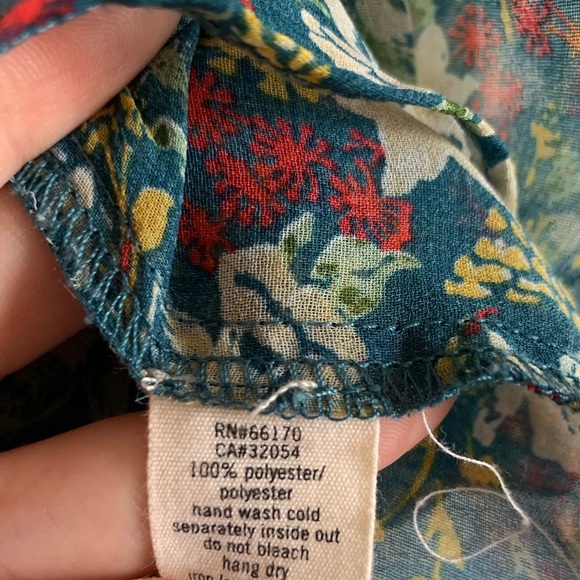 RN#66170
CA#32054
100% polyester/
polyester
hand wash cold
separately inside out
do not bleach
hang dry